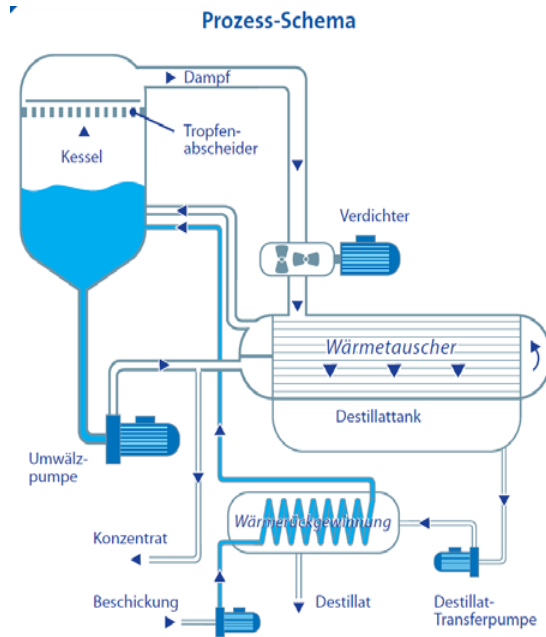 Prozess-Schema
Dampf
Tropfen-
abscheider
Kessel
Verdichter
Wärmetauscher
Destillattank
Umwälz-
pumpe
Wärmerückgewinnung
Konzentrat
Beschickung
Destillat
Destillat-
Transferpumpe